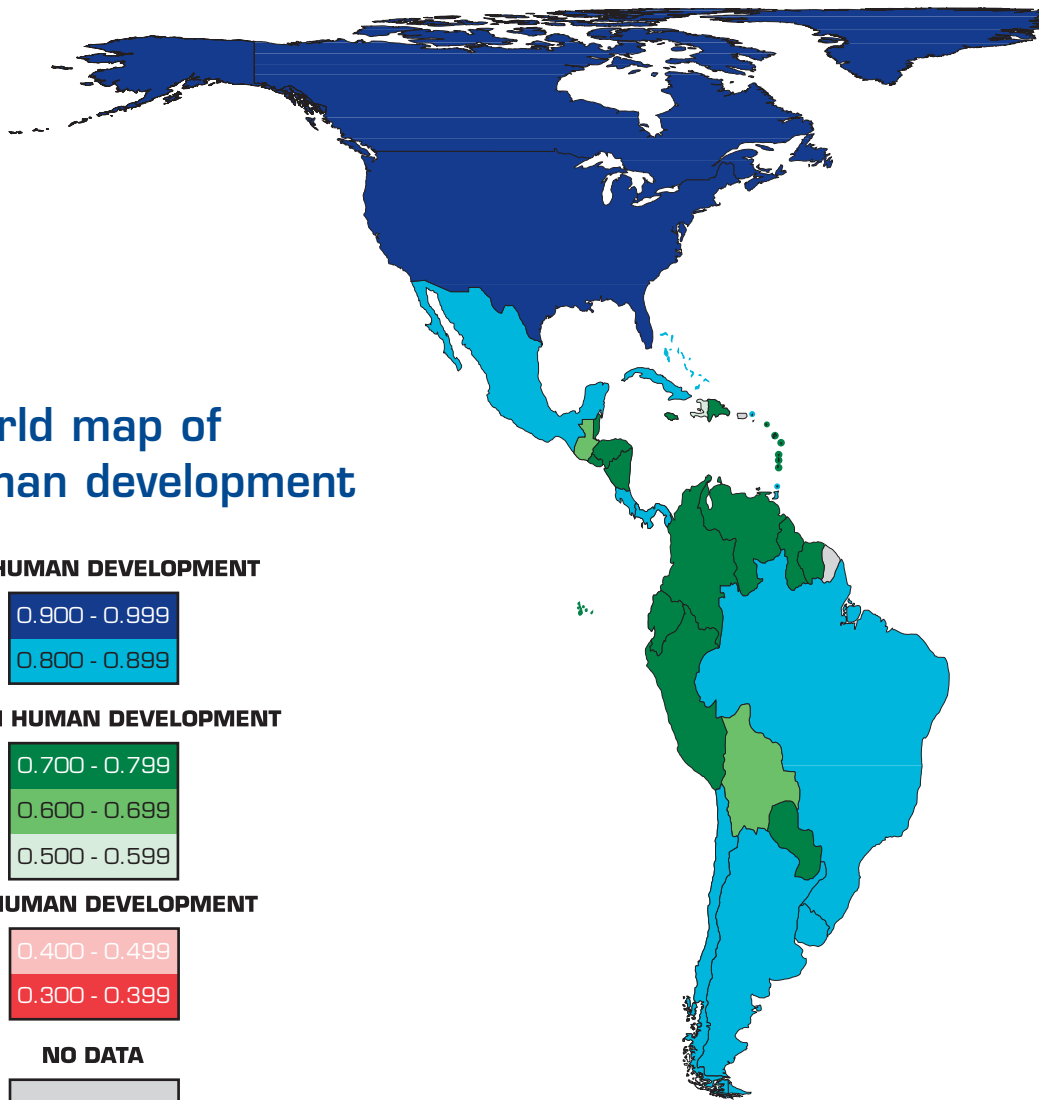 rld map of
man development
HUMAN DEVELOPMENT
0.900 - 0.999
0.800 - 0.899
HUMAN DEVELOPMENT
0.700 - 0.799
0.600 - 0.699
0.500 - 0.599
HUMAN DEVELOPMENT
0.400 - 0.499
0.300 - 0.399
NO DATA